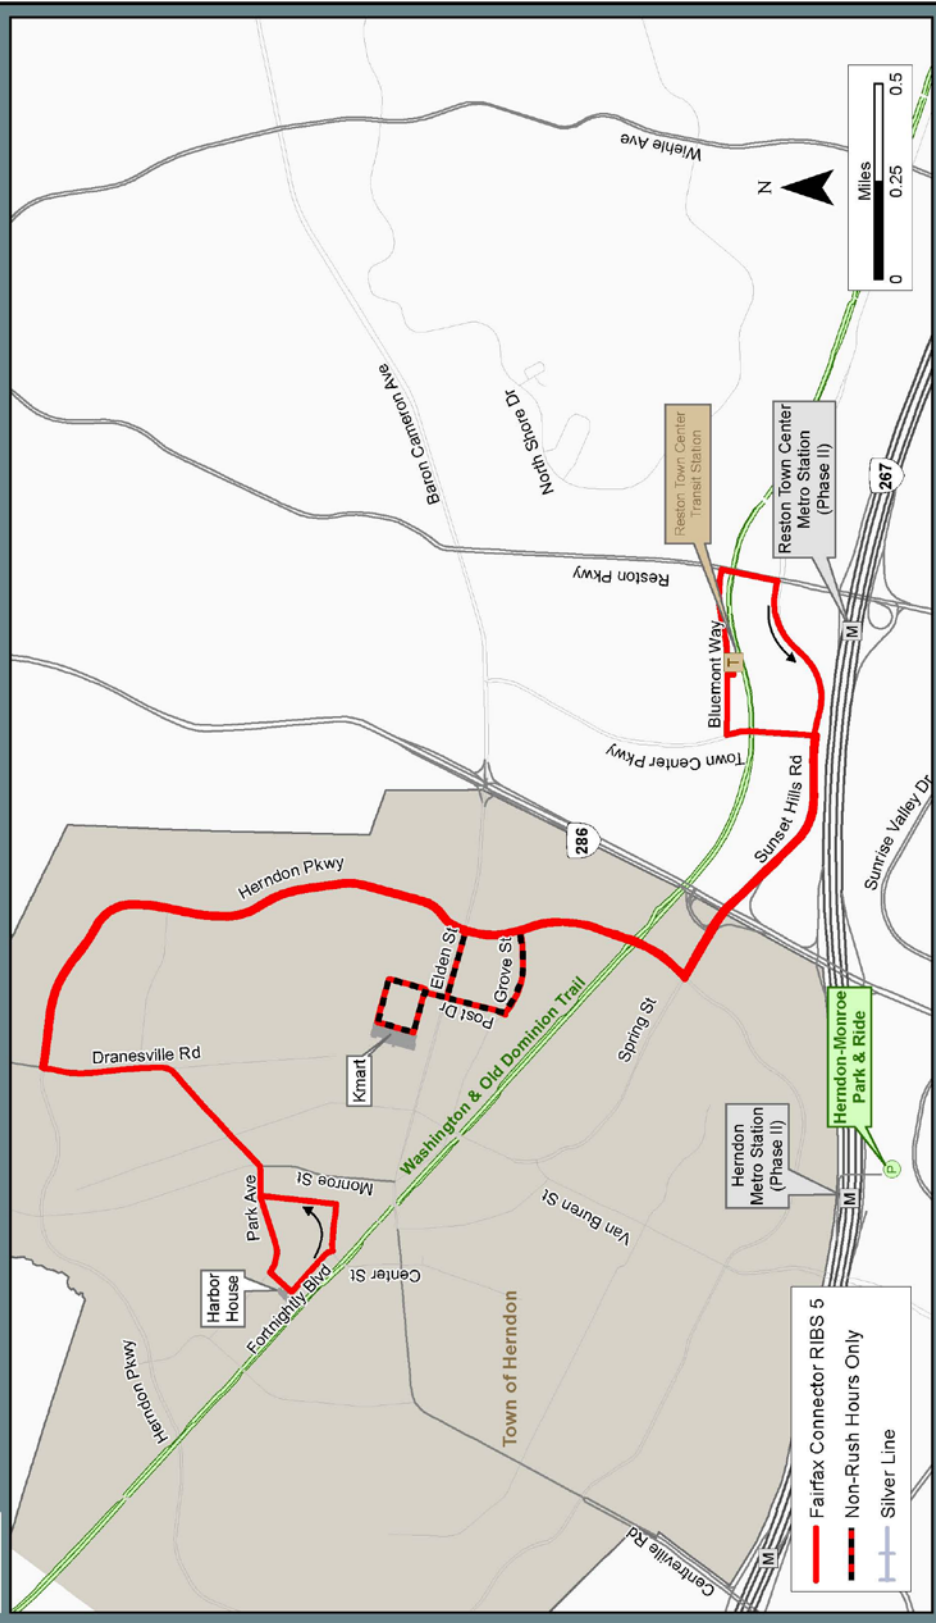 Herndon Pkwy
Harbor
House
Fortnightly Blvd
Park Ave
Center St
Monroe St
Dranesville Rd
Kmart
Herndon Pkwy
Elden St
Post Dr
Grove St
Washington & Old Dominion Trail
Van Buren St
Spring St
Town of Herndon
Centreville Rd
286
Baron Cameron Ave
North Shore Dr
Wiehle Ave
Reston Pkwy
Reston Town Center
Transit Station
Bluemont Way
T
Town Center Pkwy
Sunset Hills Rd
Reston Town Center
Metro Station
(Phase II)
M
267
Sunrise Valley Dr
Herndon
Metro Station
(Phase II)
M
Herndon-Monroe
Park & Ride
P
M
Fairfax Connector RIBS 5
Non-Rush Hours Only
Silver Line
N
Miles
0 0.25 0.5